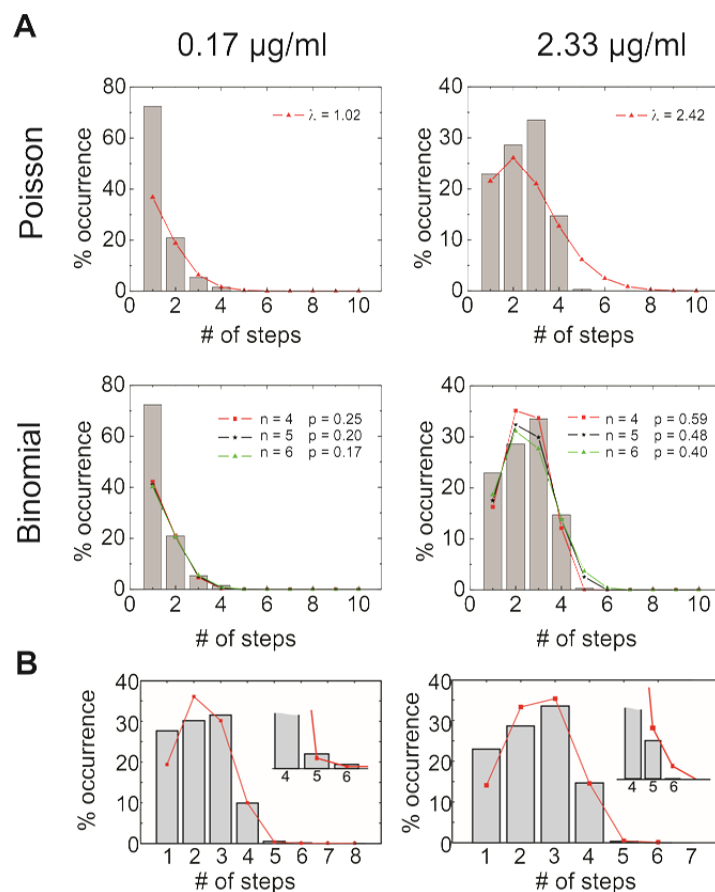 A
0.17 µg/ml
2.33 µg/ml
Poisson
% occurrence
80
60
40
20
0
λ = 1.02
0 2 4 6 8 10
# of steps
% occurrence
40
30
20
10
0
λ = 2.42
0 2 4 6 8 10
# of steps
Binomial
% occurrence
80
60
40
20
0
n = 4 p = 0.25
n = 5 p = 0.20
n = 6 p = 0.17
0 2 4 6 8 10
# of steps
% occurrence
40
30
20
10
0
n = 4 p = 0.59
n = 5 p = 0.48
n = 6 p = 0.40
0 2 4 6 8 10
# of steps
B
% occurrence
40
30
20
10
0
4 5 6
1 2 3 4 5 6 7 8
# of steps
% occurrence
40
30
20
10
0
4 5 6
1 2 3 4 5 6 7
# of steps